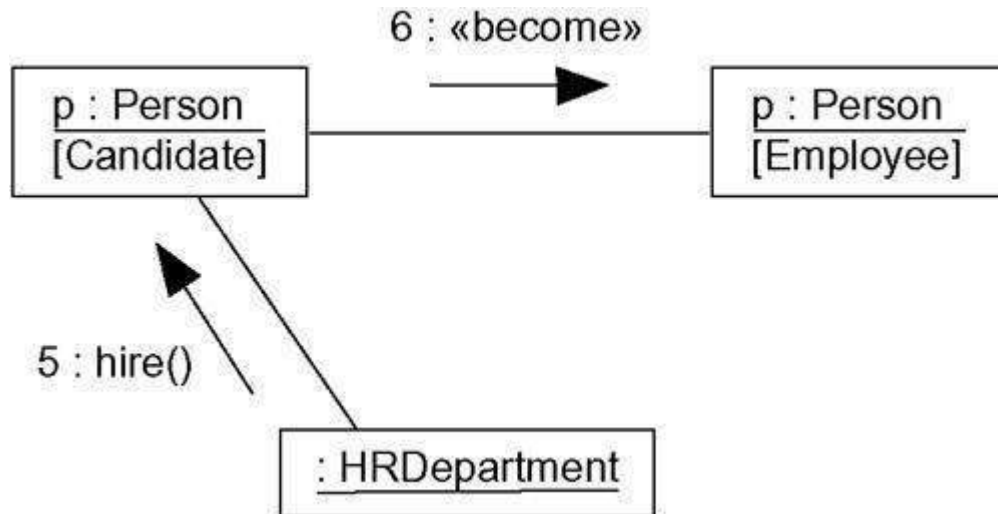 6 : «become»
p : Person
[Candidate]
p : Person
[Employee]
5 : hire()
: HRDepartment